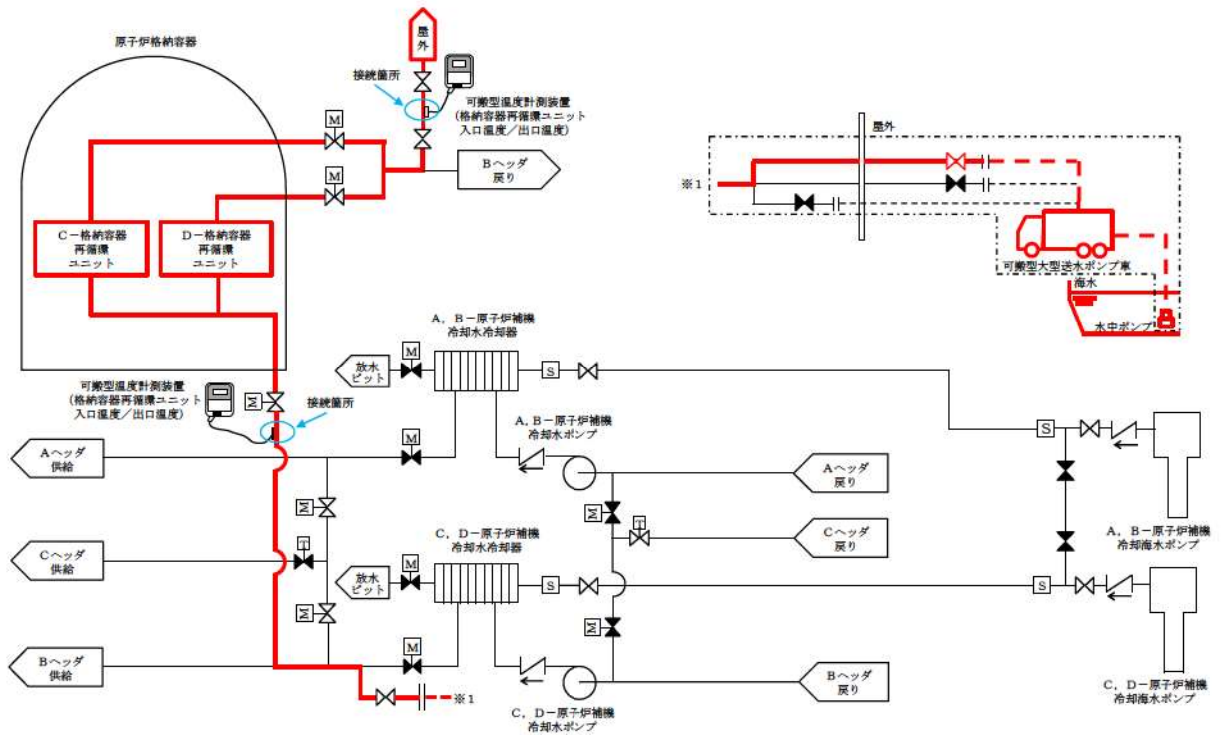 原子炉格納容器
屋外
接続箇所
可搬型温度計測装置
(格納容器再循環ユニット
入口温度/出口温度)
M
M
Bヘッダ
戻り
C-格納容器
再循環
ユニット
D-格納容器
再循環
ユニット
屋外
※1
可搬型大型送水ポンプ車
海水
水中ポンプ
可搬型温度計測装置
(格納容器再循環ユニット
入口温度/出口温度)
M
接続箇所
A,B-原子炉補機
冷却水冷却器
放水
ピット
M
S
A,B-原子炉補機
冷却水ポンプ
S
A,B-原子炉補機
冷却海水ポンプ
Aヘッダ
供給
M
Aヘッダ
戻り
M
M
Cヘッダ
供給
T
T
Cヘッダ
戻り
C,D-原子炉補機
冷却水冷却器
放水
ピット
M
S
S
M
M
Bヘッダ
供給
M
Bヘッダ
戻り
※1
C,D-原子炉補機
冷却水ポンプ
C,D-原子炉補機
冷却海水ポンプ